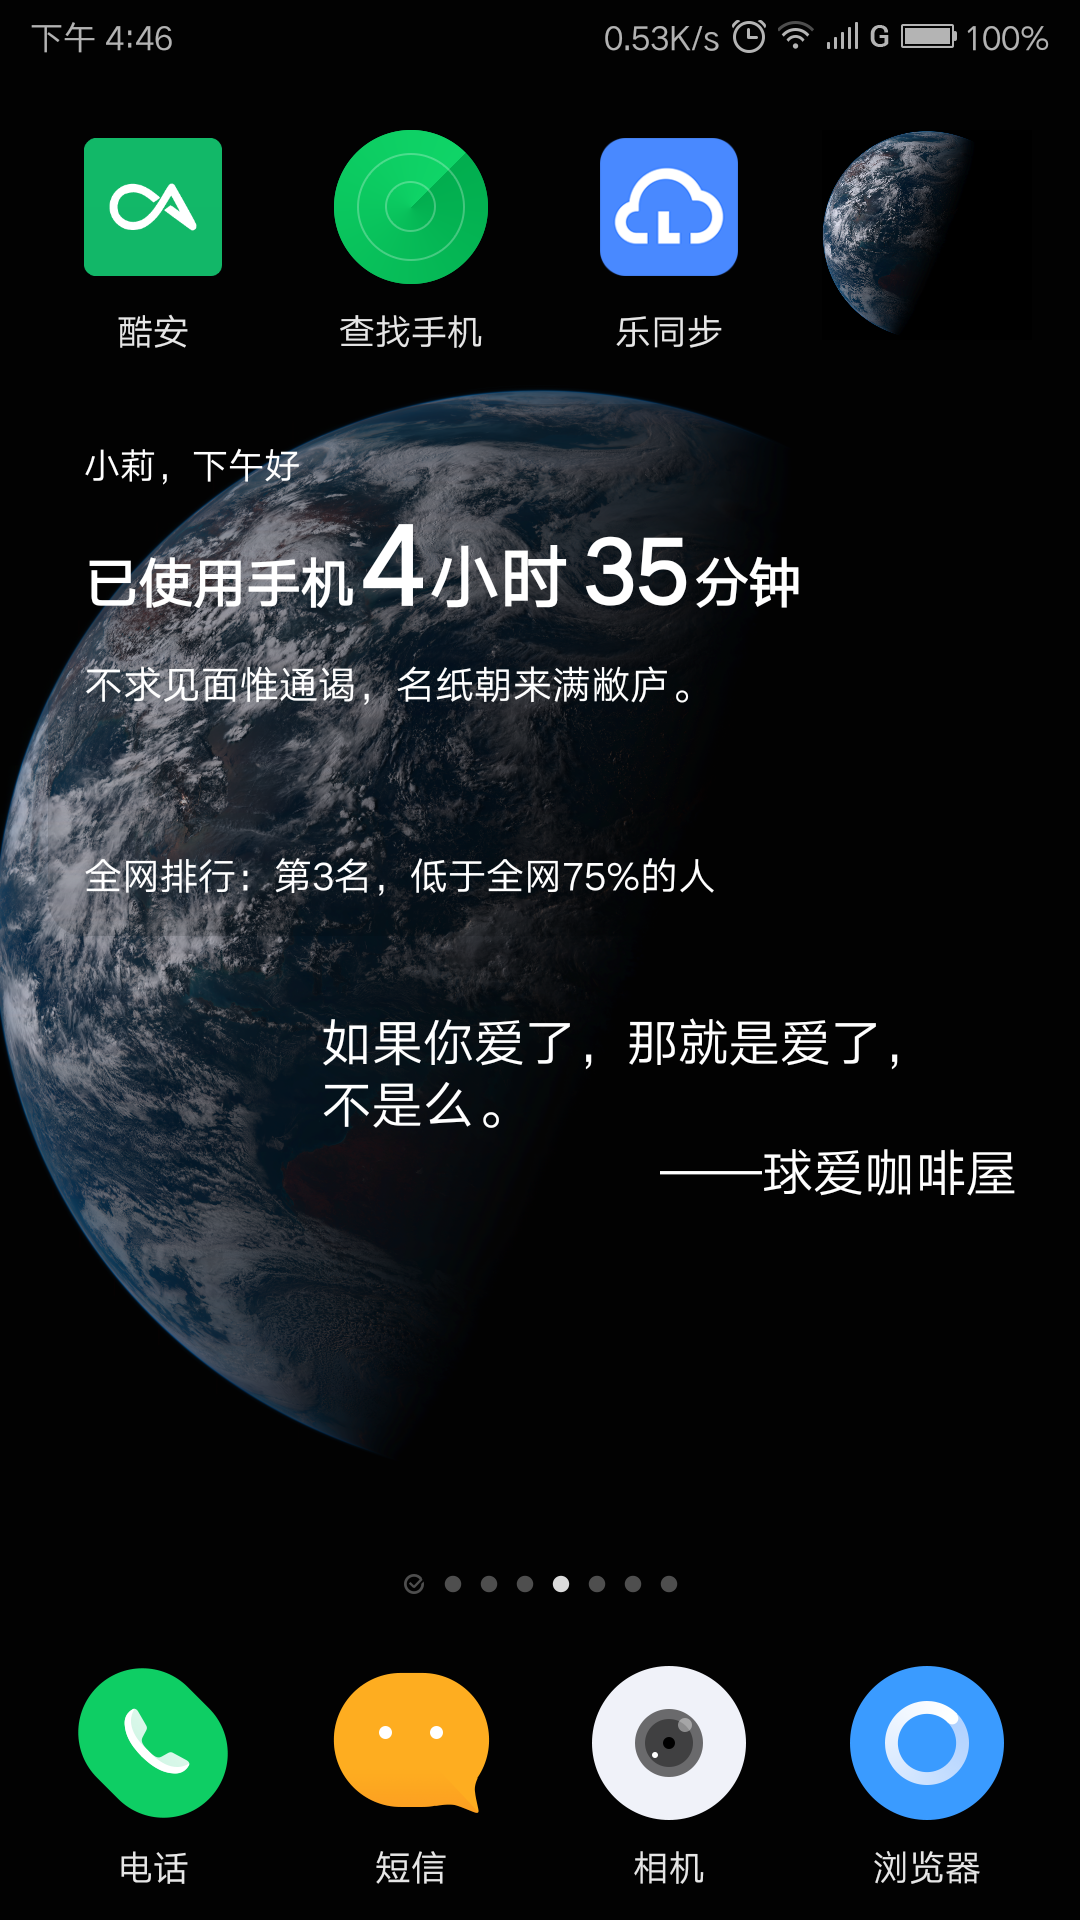 下午 4:46 0.53K/s G 100%
酷安 查找手机 乐同步
小莉，下午好
已使用手机4小时35分钟
不求见面惟通谒，名纸朝来满敝庐。
全网排行：第3名，低于全网75%的人
如果你爱了，那就是爱了，
不是么。
——球爱咖啡屋
电话 短信 相机 浏览器